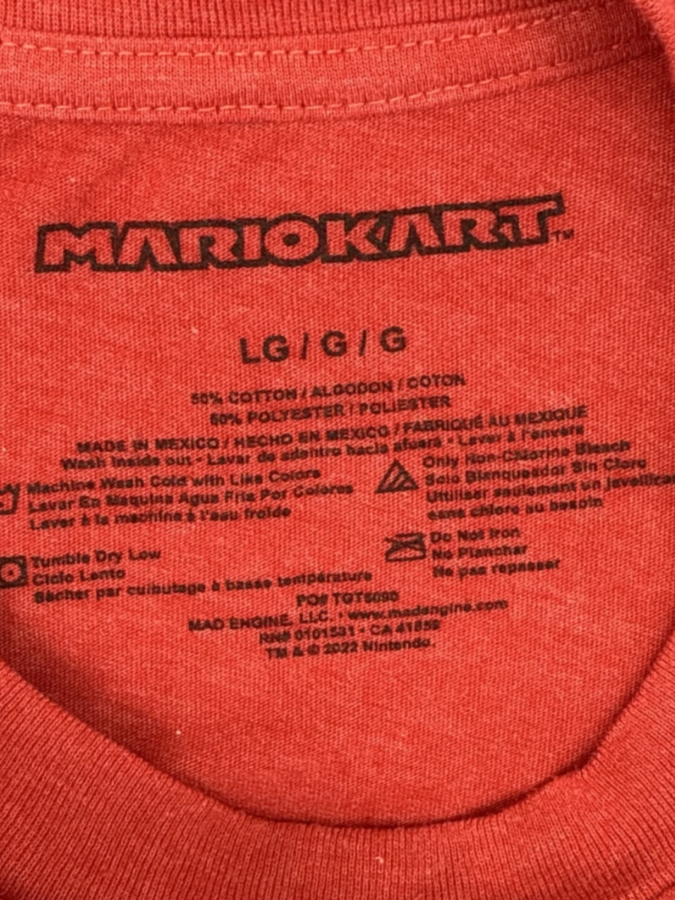 MARIOKART™
LG / G / G
50% COTTON / ALGODON / COTON
50% POLYESTER / POLIESTER
MADE IN MEXICO / HECHO EN MEXICO / FABRIQUÉ AU MEXIQUE
Wash inside out • Lavar de adentro hacia afuera • Laver à l'envers
Machine Wash Cold with Like Colors
Lavar En Maquina Agua Fria Por Colores
Laver à la machine à l'eau froide
Only Non-Chlorine Bleach
Solo Blanqueador Sin Cloro
Utiliser seulement un javellisan
sans chlore au besoin
Tumble Dry Low
Ciclo Lento
Sécher par culbutage à basse température
Do Not Iron
No Planchar
Ne pas repasser
PO# TGT5090
MAD ENGINE, LLC. • www.madengine.com
RN# 0101531 • CA 41859
TM & © 2022 Nintendo.